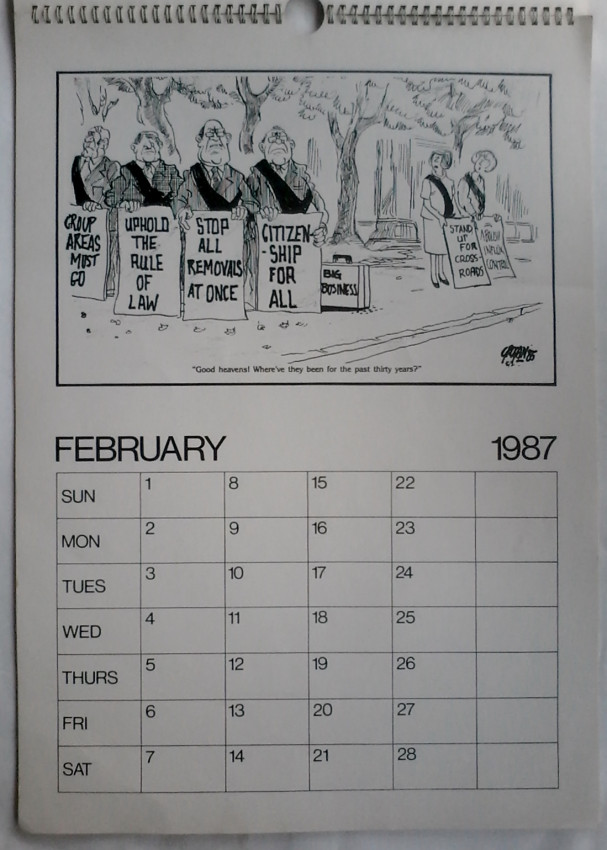 GROUP
AREAS
MUST
GO
UPHOLD
THE
RULE
OF
LAW
STOP
ALL
REMOVALS
AT ONCE
CITIZEN
-SHIP
FOR
ALL
BIG
BUSINESS
STAND
UP
FOR
CROSS-
ROADS
ABOLISH
INFLUX
CONTROL
"Good heavens! Where've they been for the past thirty years?"
FEBRUARY 1987
SUN 1 8 15 22
MON 2 9 16 23
TUES 3 10 17 24
WED 4 11 18 25
THURS 5 12 19 26
FRI 6 13 20 27
SAT 7 14 21 28